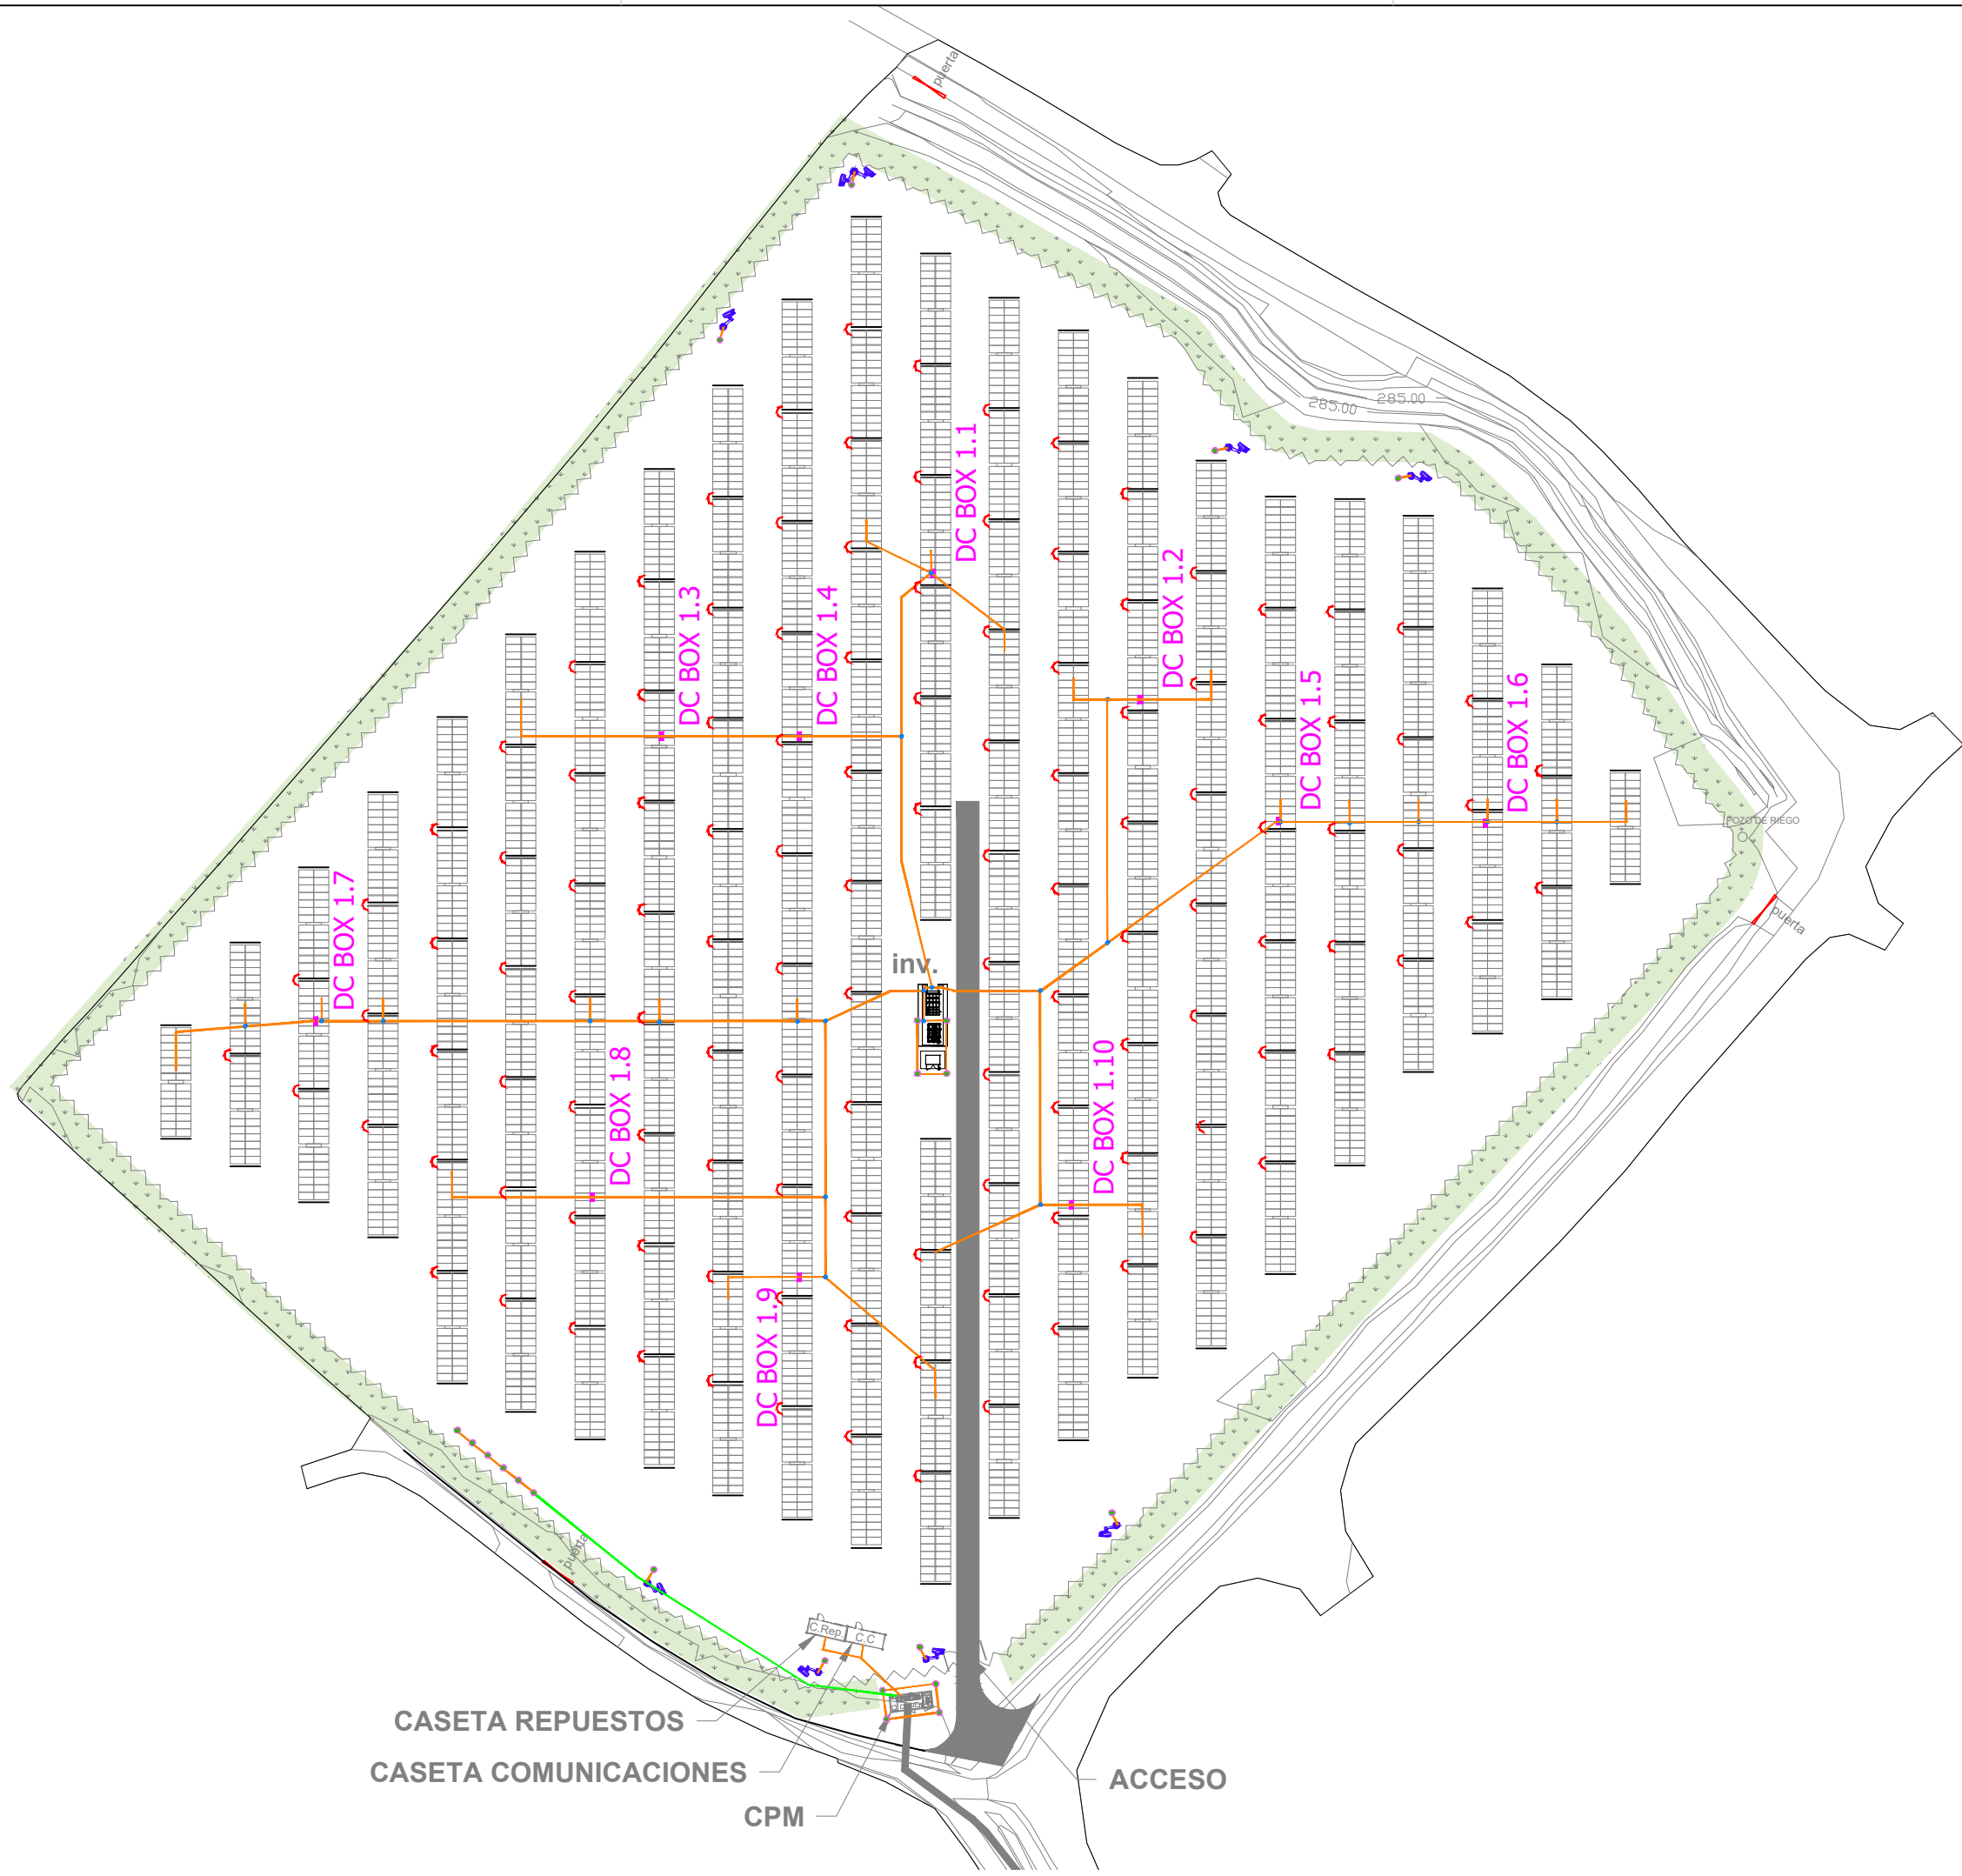 puerta
285.00
285.00
DC BOX 1.1
DC BOX 1.2
DC BOX 1.3
DC BOX 1.4
DC BOX 1.5
DC BOX 1.6
POZO DE RIEGO
DC BOX 1.7
puerta
inv.
DC BOX 1.8
DC BOX 1.10
DC BOX 1.9
puerta
C.Rep.
C.C
CASETA REPUESTOS
CASETA COMUNICACIONES
ACCESO
CPM